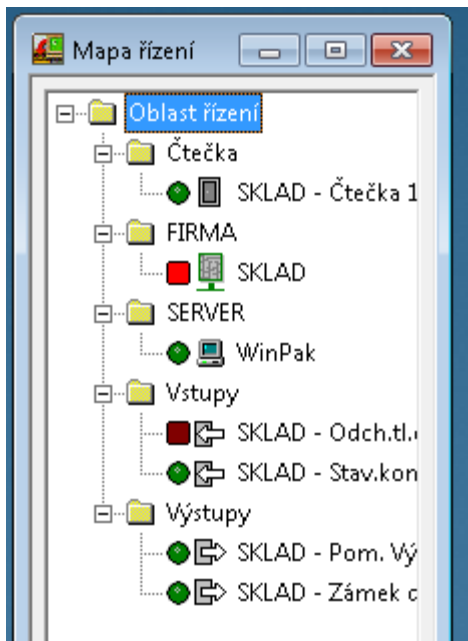 Mapa řízení
Oblast řízení
Čtečka
SKLAD - Čtečka 1
FIRMA
SKLAD
SERVER
WinPak
Vstupy
SKLAD - Odch.tl.
SKLAD - Stav.kon
Výstupy
SKLAD - Pom. Vý
SKLAD - Zámek